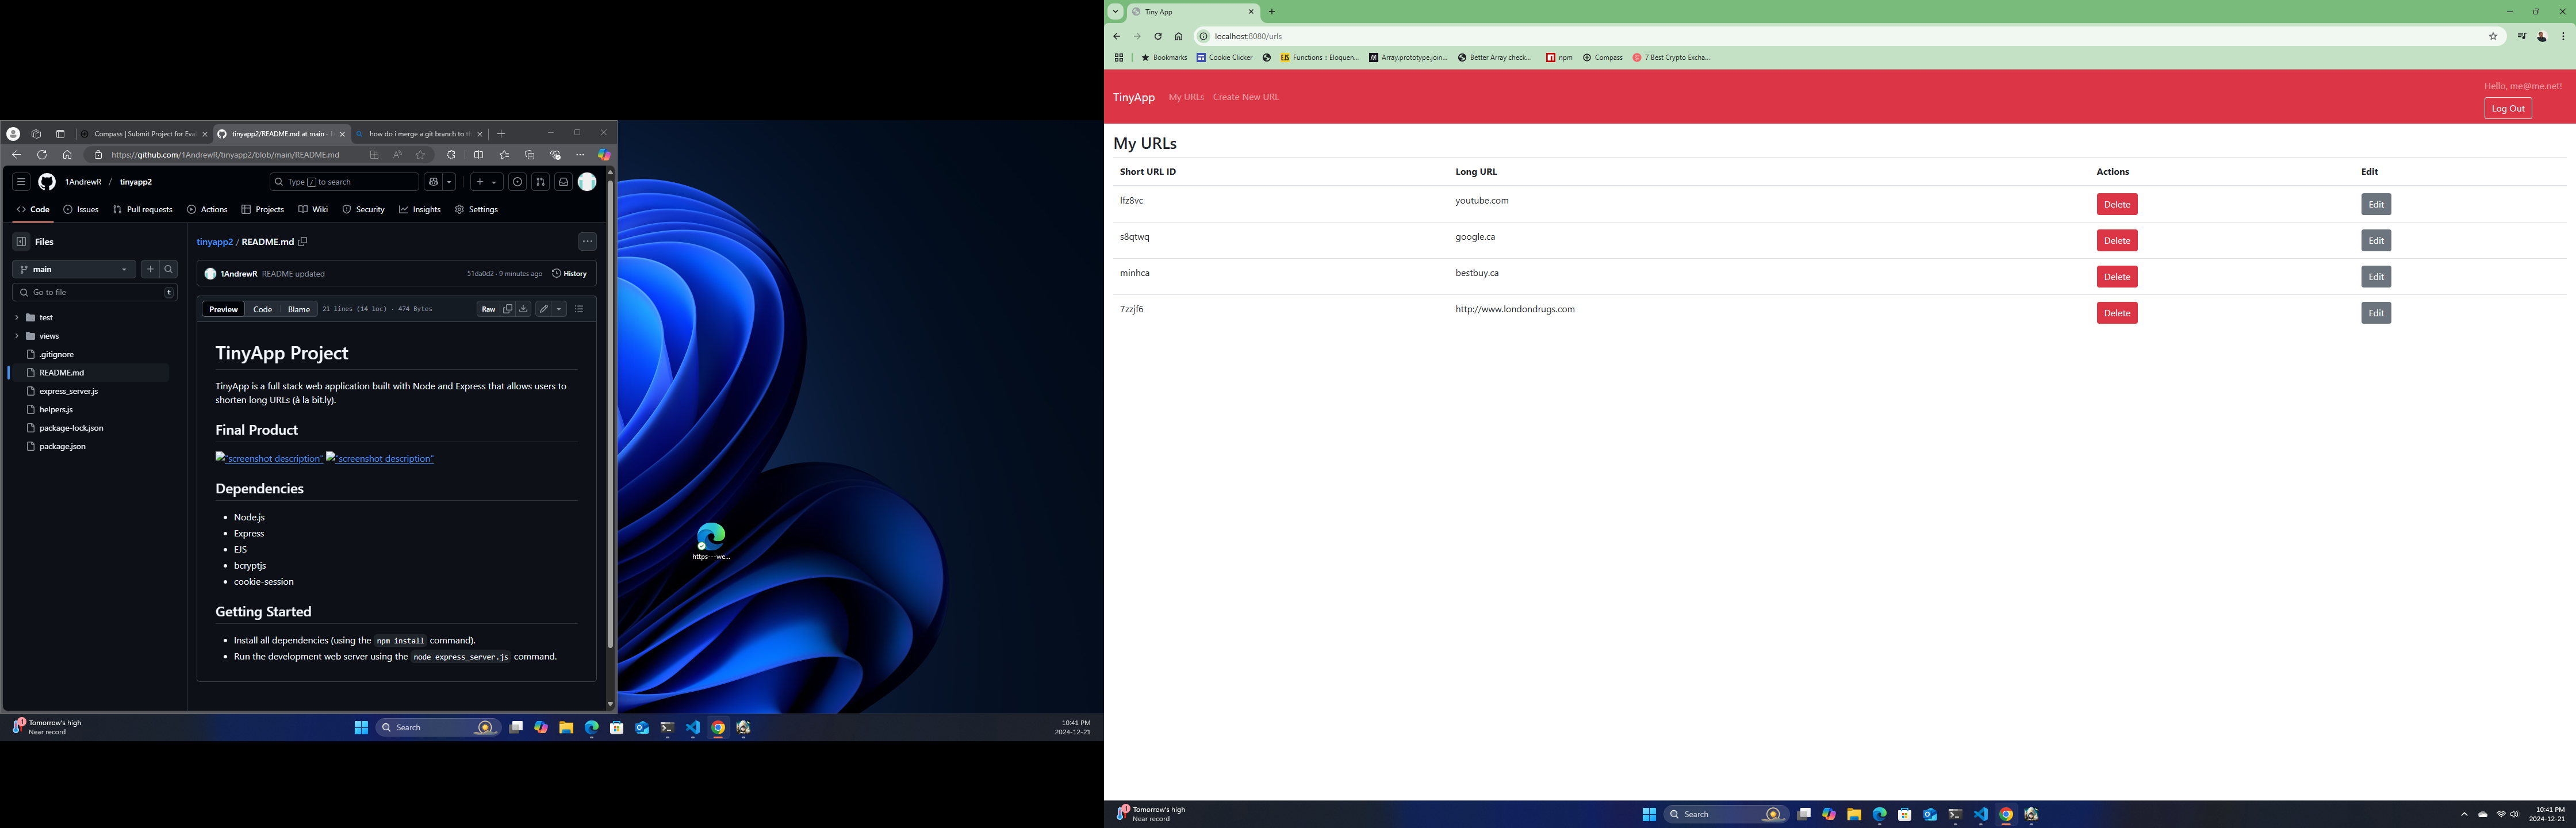 Compass | Submit Project for Eval
tinyapp2/README.md at main · 1
how do i merge a git branch to th
https://github.com/1AndrewR/tinyapp2/blob/main/README.md
1AndrewR / tinyapp2
Type / to search
Code Issues Pull requests Actions Projects Wiki Security Insights Settings
Files
main
Go to file
t
test
views
.gitignore
README.md
express_server.js
helpers.js
package-lock.json
package.json
tinyapp2 / README.md
1AndrewR README updated
51da0d2 · 9 minutes ago History
Preview Code Blame 21 lines (14 loc) · 474 Bytes Raw
TinyApp Project
TinyApp is a full stack web application built with Node and Express that allows users to
shorten long URLs (à la bit.ly).
Final Product
"screenshot description" "screenshot description"
Dependencies
Node.js
Express
EJS
bcryptjs
cookie-session
Getting Started
Install all dependencies (using the npm install command).
Run the development web server using the node express_server.js command.
https---we...
1 Tomorrow's high
Near record
Search
10:41 PM
2024-12-21
Tiny App
localhost:8080/urls
Bookmarks Cookie Clicker EJS Functions :: Eloquen... Array.prototype.join... Better Array check... npm Compass 7 Best Crypto Excha...
TinyApp My URLs Create New URL
Hello, me@me.net!
Log Out
My URLs
Short URL ID Long URL Actions Edit
lfz8vc youtube.com Delete Edit
s8qtwq google.ca Delete Edit
minhca bestbuy.ca Delete Edit
7zzjf6 http://www.londondrugs.com Delete Edit
1 Tomorrow's high
Near record
Search
10:41 PM
2024-12-21